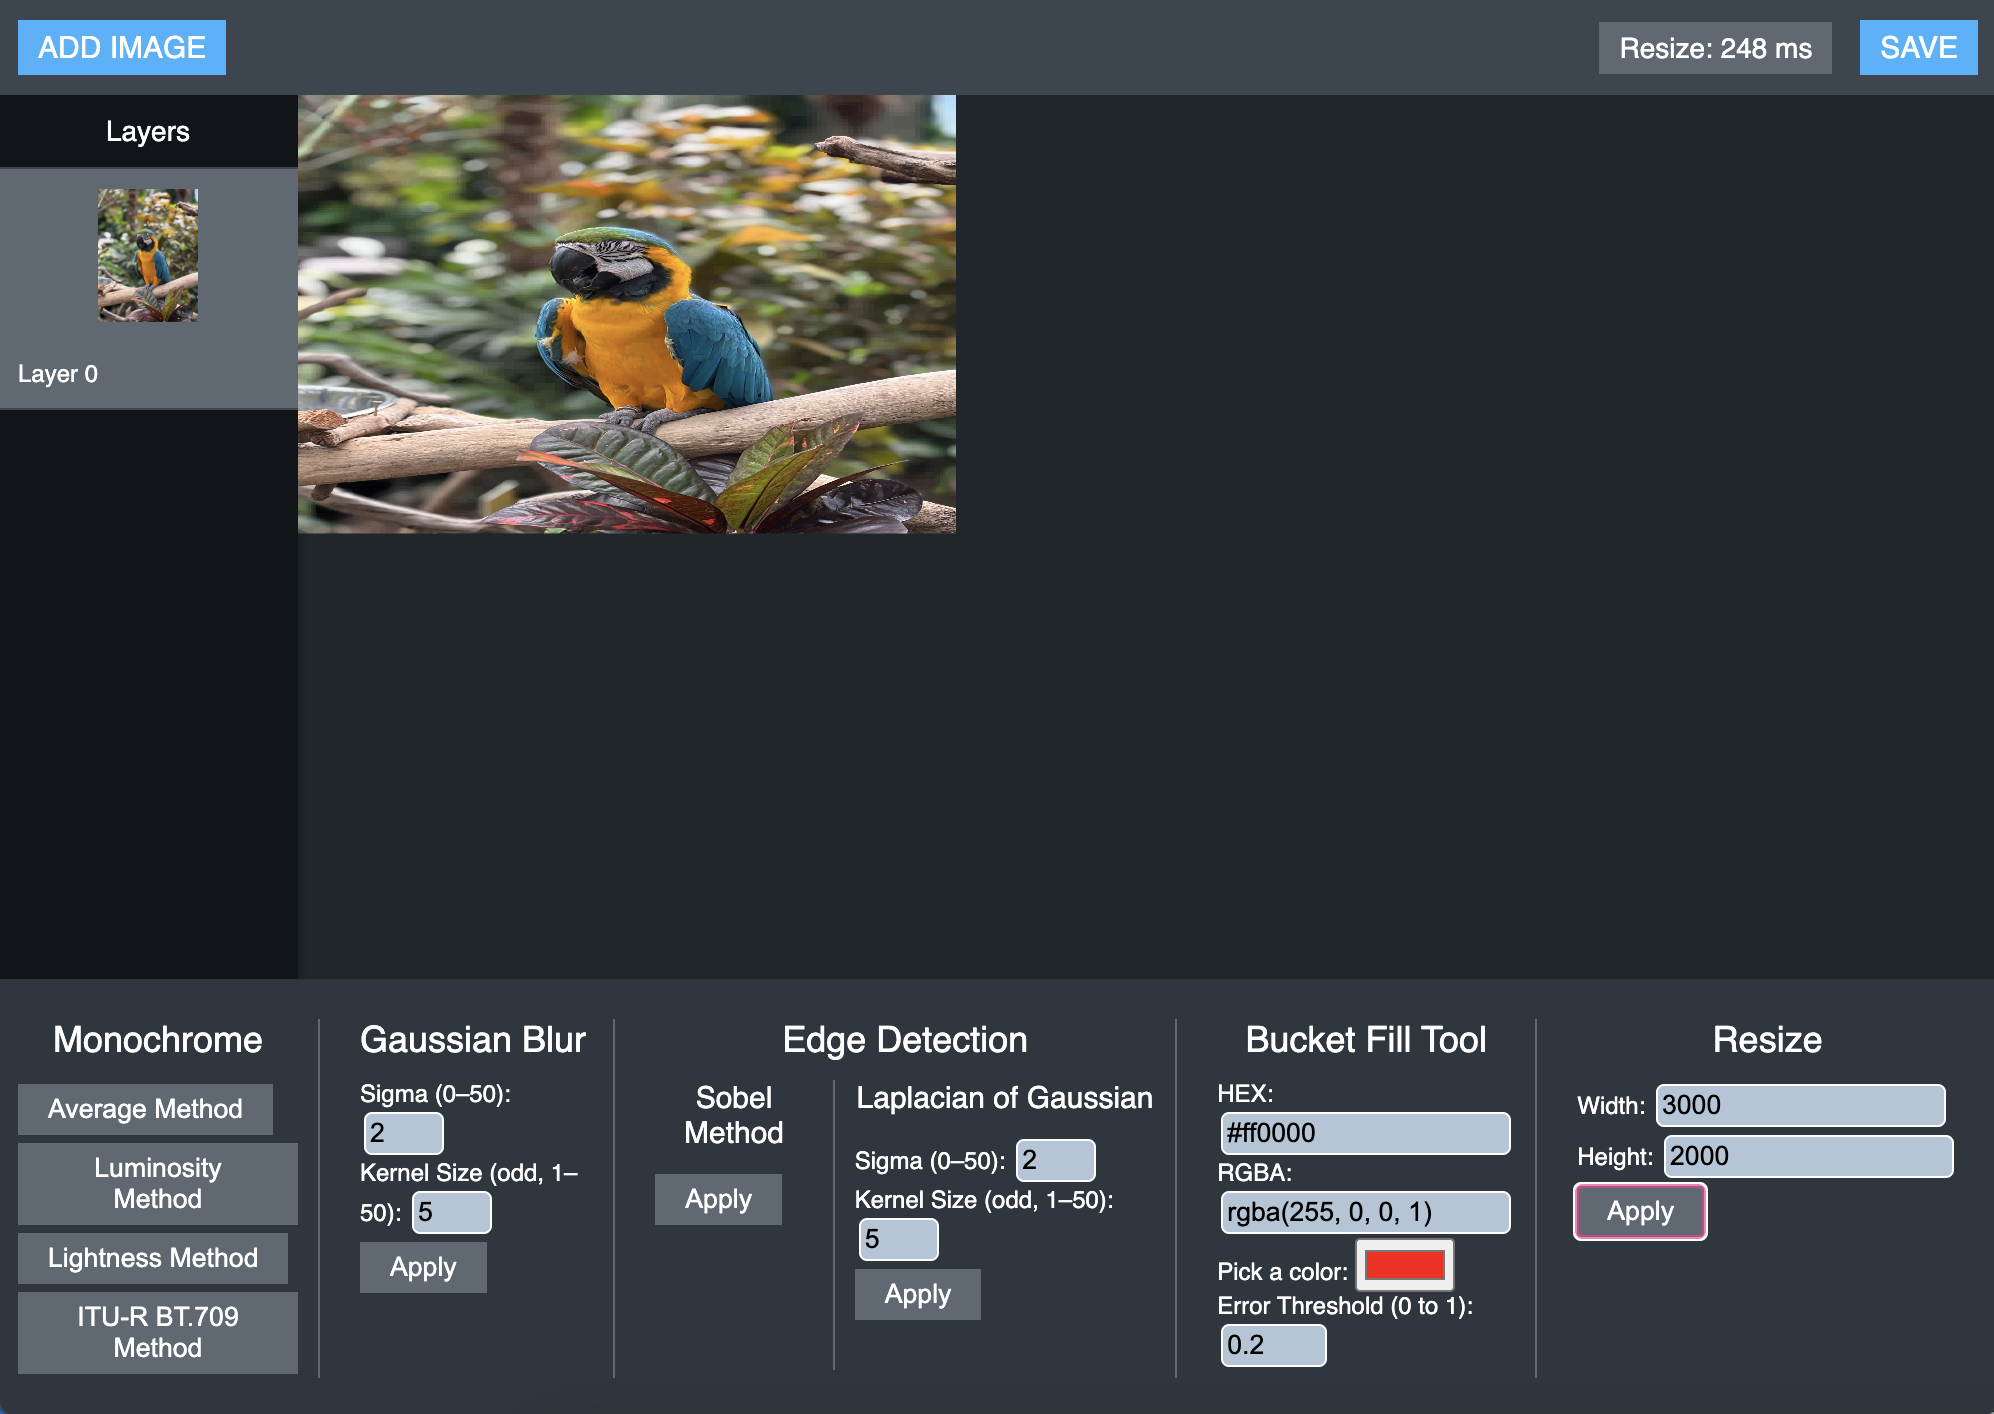 ADD IMAGE
Resize: 248 ms
SAVE
Layers
Layer 0
Monochrome
Average Method
Luminosity
Method
Lightness Method
ITU-R BT.709
Method
Gaussian Blur
Sigma (0–50):
2
Kernel Size (odd, 1–
50): 5
Apply
Edge Detection
Sobel
Method
Apply
Laplacian of Gaussian
Sigma (0–50): 2
Kernel Size (odd, 1–50):
5
Apply
Bucket Fill Tool
HEX:
#ff0000
RGBA:
rgba(255, 0, 0, 1)
Pick a color:
Error Threshold (0 to 1):
0.2
Resize
Width: 3000
Height: 2000
Apply